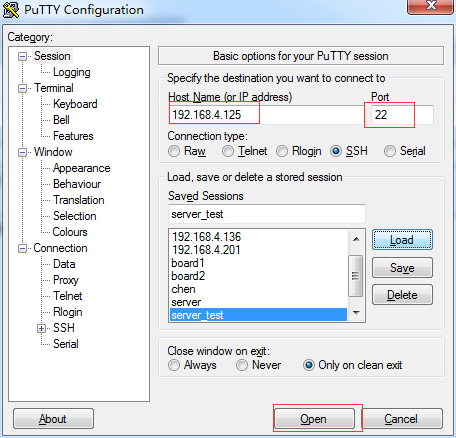 PuTTY Configuration
Category:
Session
Logging
Terminal
Keyboard
Bell
Features
Window
Appearance
Behaviour
Translation
Selection
Colours
Connection
Data
Proxy
Telnet
Rlogin
SSH
Serial
Basic options for your PuTTY session
Specify the destination you want to connect to
Host Name (or IP address) Port
192.168.4.125 22
Connection type:
Raw Telnet Rlogin SSH Serial
Load, save or delete a stored session
Saved Sessions
server_test
192.168.4.136
192.168.4.201
board1
board2
chen
server
server_test
Load
Save
Delete
Close window on exit:
Always Never Only on clean exit
About Open Cancel